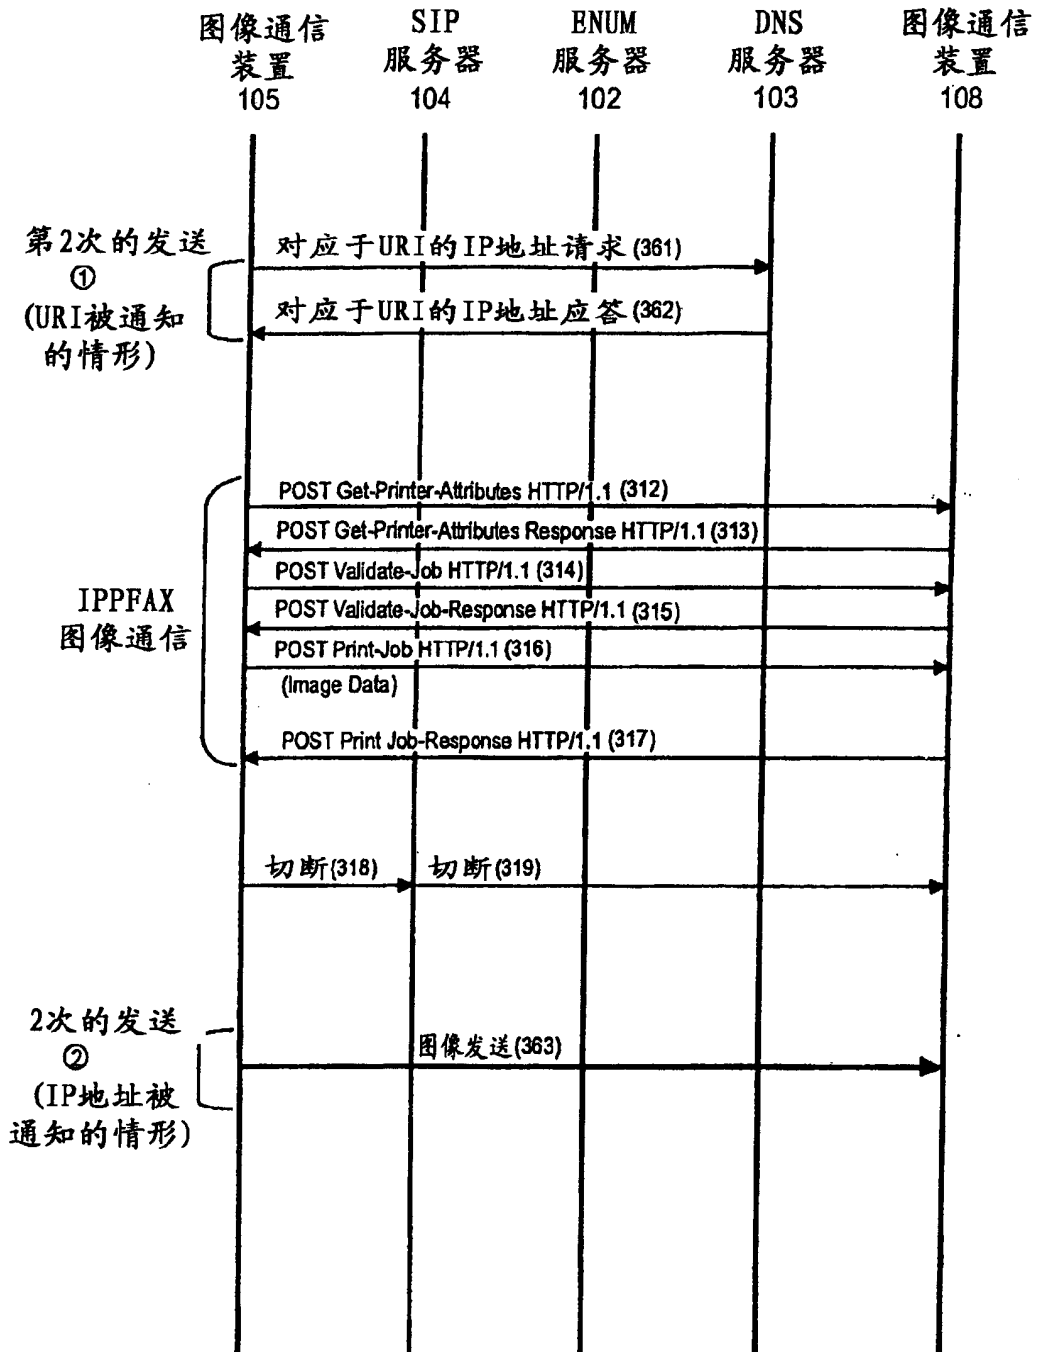 图像通信
装置
105
SIP
服务器
104
ENUM
服务器
102
DNS
服务器
103
图像通信
装置
108
第2次的发送
①
(URI被通知
的情形)
对应于URI的IP地址请求(361)
对应于URI的IP地址应答(362)
IPPFAX
图像通信
POST Get-Printer-Attributes HTTP/1.1 (312)
POST Get-Printer-Attributes Response HTTP/1.1 (313)
POST Validate-Job HTTP/1.1 (314)
POST Validate-Job-Response HTTP/1.1 (315)
POST Print-Job HTTP/1.1 (316)
(Image Data)
POST Print Job-Response HTTP/1.1 (317)
切断(318)
切断(319)
2次的发送
②
(IP地址被
通知的情形)
图像发送(363)